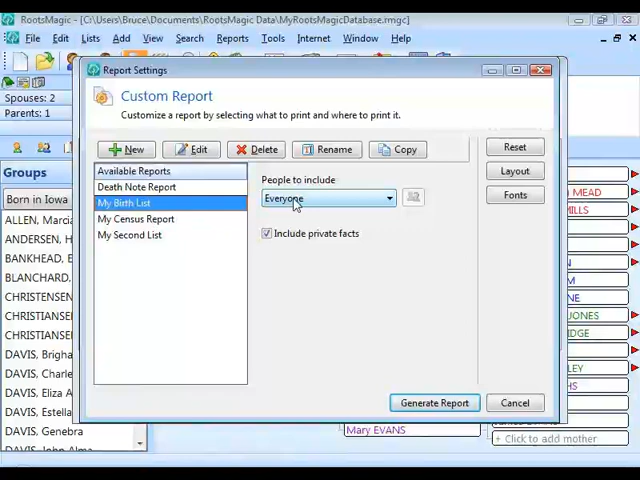 RootsMagic - [C:\Users\Bruce\Documents\RootsMagic Data\MyRootsMagicDatabase.rmgc]
File Edit Lists Add View Search Reports Tools Internet Window Help
Spouses: 2
Parents: 1
Groups
Born in Iowa
ALLEN, Marcia
ANDERSEN, H
BANKHEAD, E
BLANCHARD,
CHRISTENSEN
CHRISTENSE
CHRISTENSE
DAVIS, Brigha
DAVIS, Charle
DAVIS, Eliza A
DAVIS, Estella
DAVIS, Genebra
DAVIS, John Alma
Report Settings
Custom Report
Customize a report by selecting what to print and where to print it.
New Edit Delete Rename Copy
Reset
Layout
Fonts
Available Reports
Death Note Report
My Birth List
My Census Report
My Second List
People to include
Everyone
Include private facts
Generate Report Cancel
MEAD
MILLS
JONES
Mary EVANS
+ Click to add mother